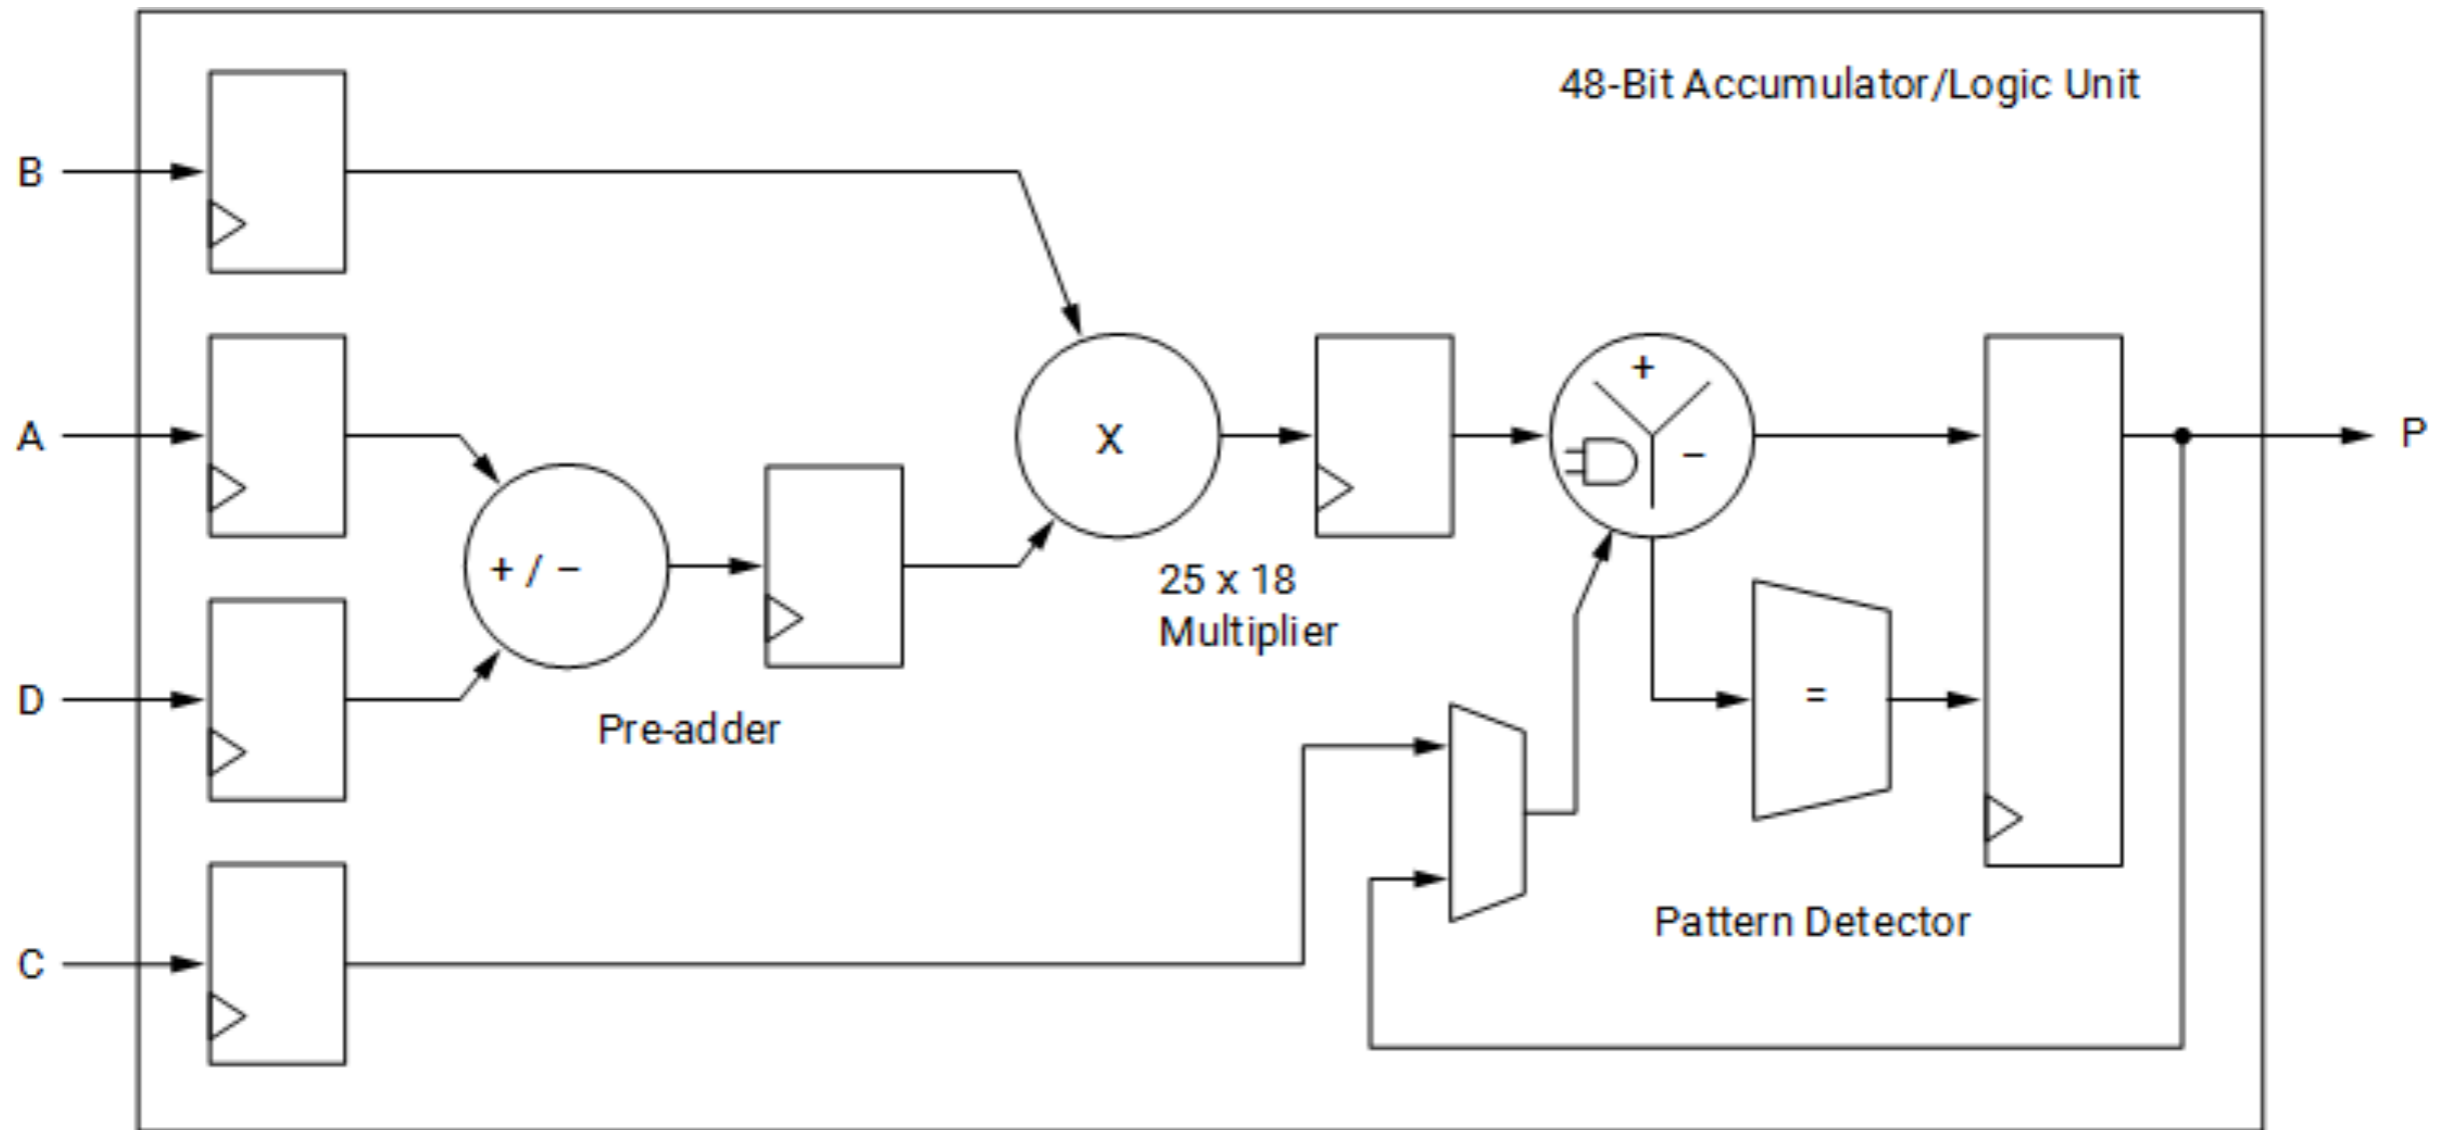 48-Bit Accumulator/Logic Unit
B
A
D
C
+ / −
Pre-adder
X
25 x 18
Multiplier
+
−
=
Pattern Detector
P